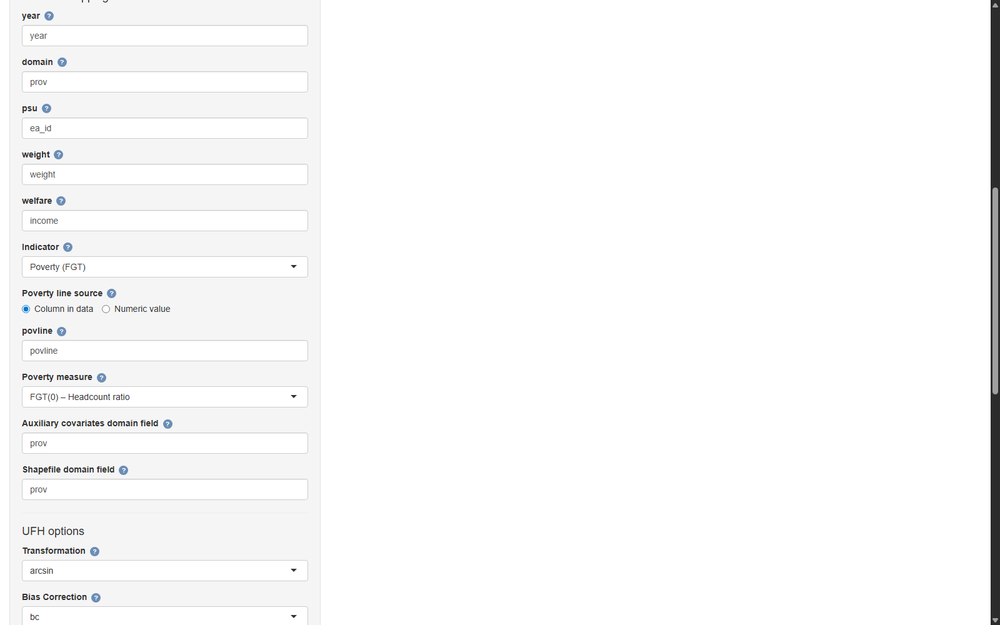 year ?
year
domain ?
prov
psu ?
ea_id
weight ?
weight
welfare ?
income
Indicator ?
Poverty (FGT)
Poverty line source ?
Column in data Numeric value
povline ?
povline
Poverty measure ?
FGT(0) – Headcount ratio
Auxiliary covariates domain field ?
prov
Shapefile domain field ?
prov
UFH options
Transformation ?
arcsin
Bias Correction ?
bc